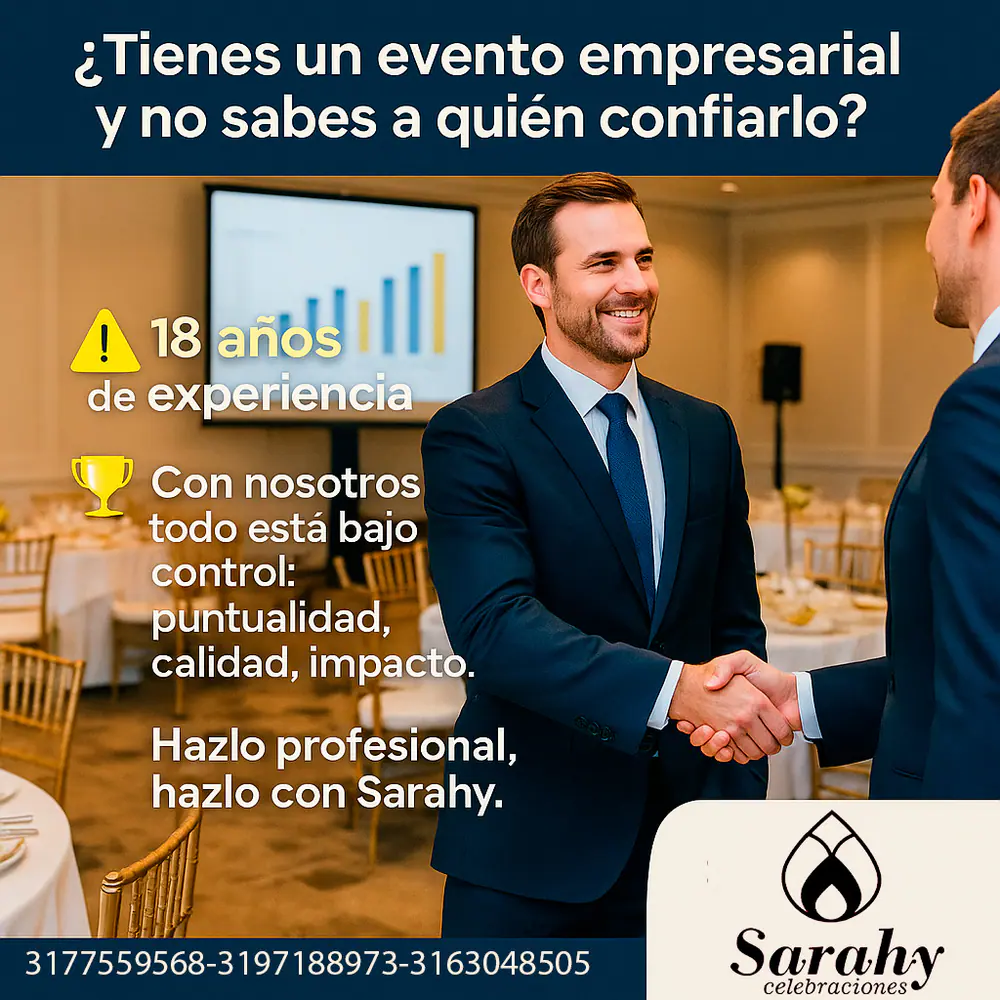 ¿Tienes un evento empresarial
y no sabes a quién confiarlo?
18 años
de experiencia
Con nosotros
todo está bajo
control:
puntualidad,
calidad, impacto.
Hazlo profesional,
hazlo con Sarahy.
3177559568-3197188973-3163048505
Sarahy
celebraciones